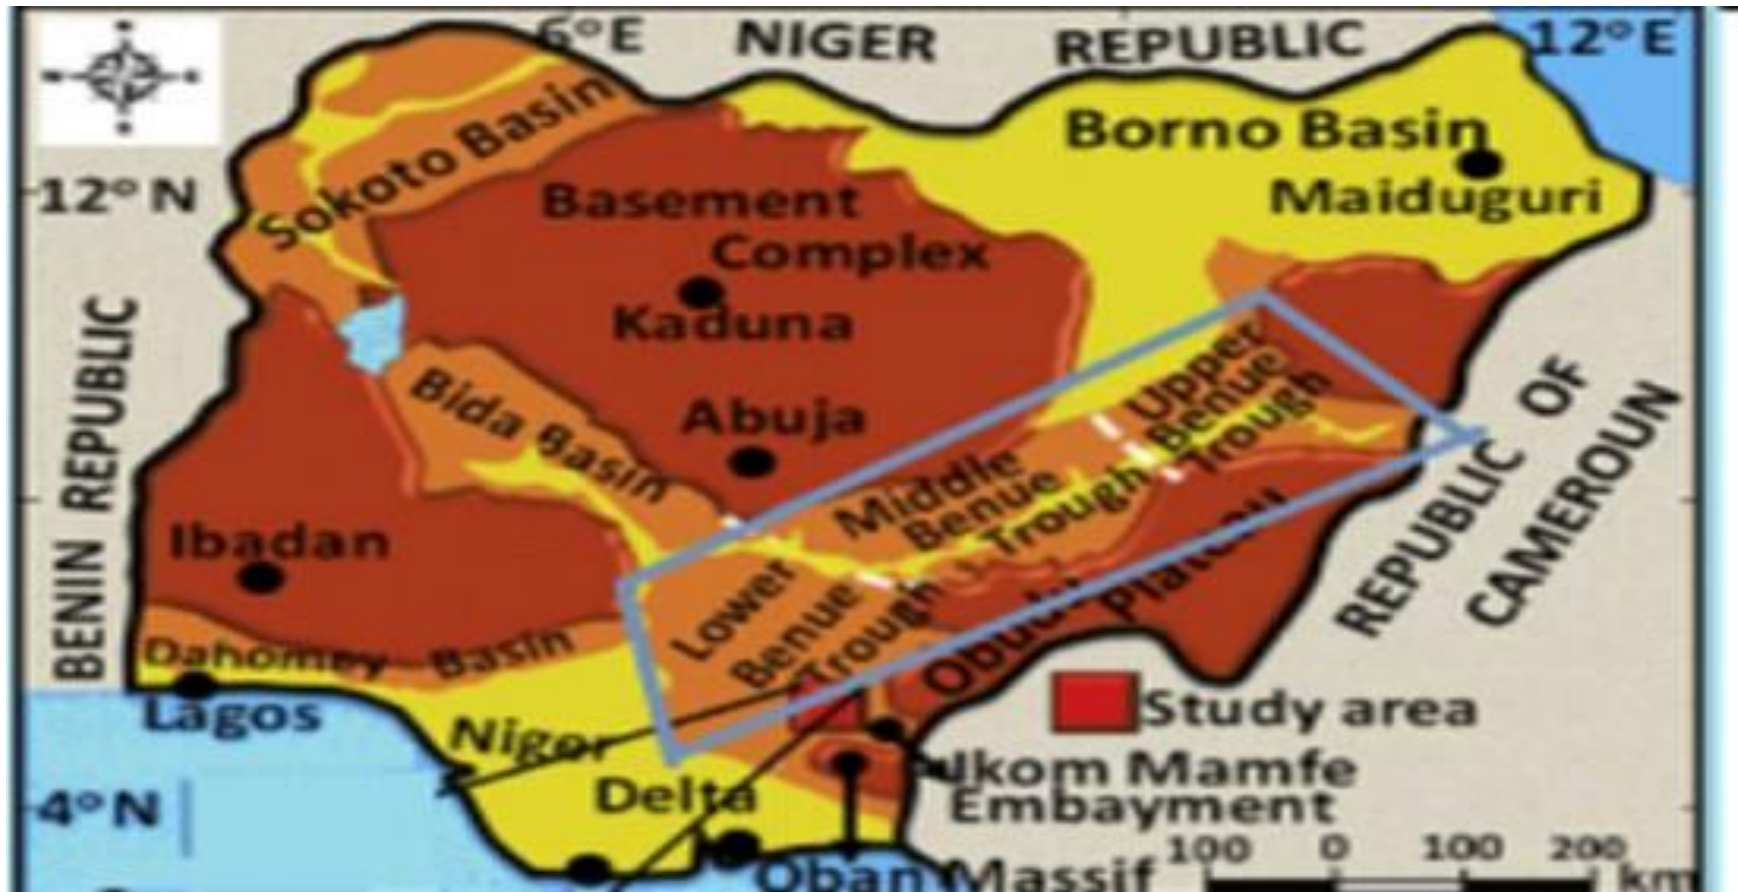 6°E
NIGER REPUBLIC
12°E
12°N
Sokoto Basin
Borno Basin
Maiduguri
Basement
Complex
Kaduna
BENIN REPUBLIC
Bida Basin
Abuja
Upper
Benue
Trough
Middle
Benue
Trough
REPUBLIC OF
CAMEROUN
Ibadan
Lower
Benue
Trough
Obudu Plateau
Dahomey Basin
Lagos
Niger
Delta
Study area
Ikom Mamfe
Embayment
4°N
Oban Massif
100 0 100 200
km